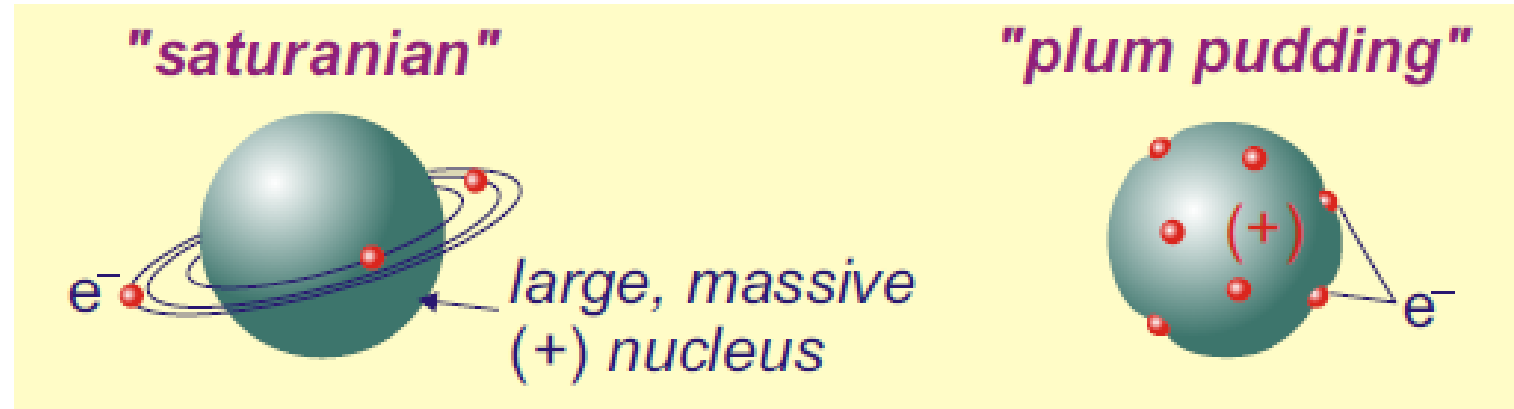 "saturanian"
"plum pudding"
(+)
e⁻
large, massive
(+) nucleus
e⁻